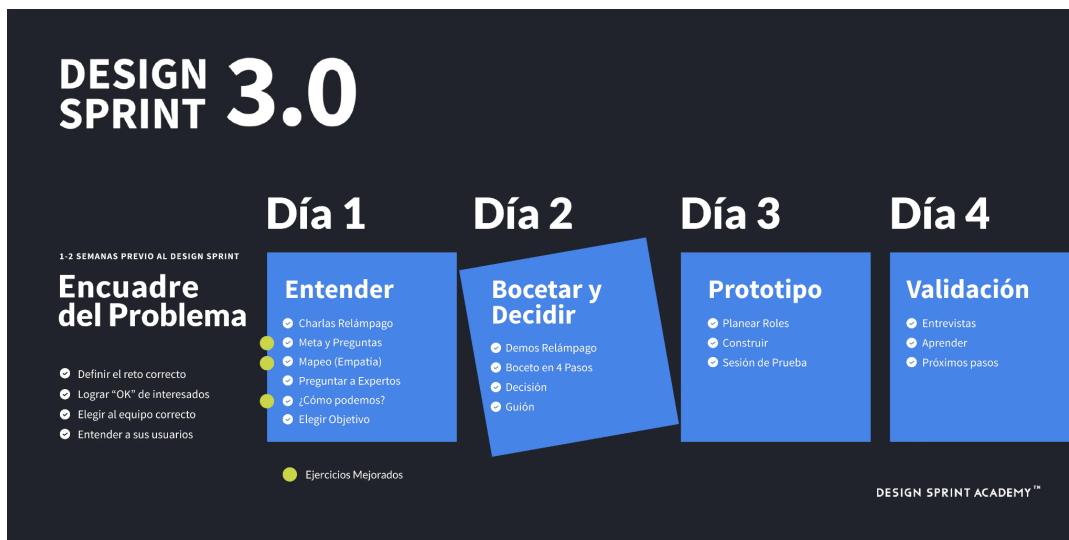 DESIGN
SPRINT
3.0
1-2 SEMANAS PREVIO AL DESIGN SPRINT
Encuadre
del Problema
Definir el reto correcto
Lograr “OK” de interesados
Elegir al equipo correcto
Entender a sus usuarios
Día 1
Entender
Charlas Relámpago
Meta y Preguntas
Mapeo (Empatia)
Preguntar a Expertos
¿Cómo podemos?
Elegir Objetivo
Día 2
Bocetar y
Decidir
Demos Relámpago
Boceto en 4 Pasos
Decisión
Guión
Día 3
Prototipo
Planear Roles
Construir
Sesión de Prueba
Día 4
Validación
Entrevistas
Aprender
Próximos pasos
Ejercicios Mejorados
DESIGN SPRINT ACADEMY™